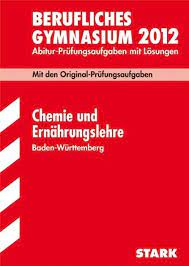 BERUFLICHES
GYMNASIUM 2012
Abitur-Prüfungsaufgaben mit Lösungen
Mit den Original-Prüfungsaufgaben
Chemie und
Ernährungslehre
Baden-Württemberg
STARK